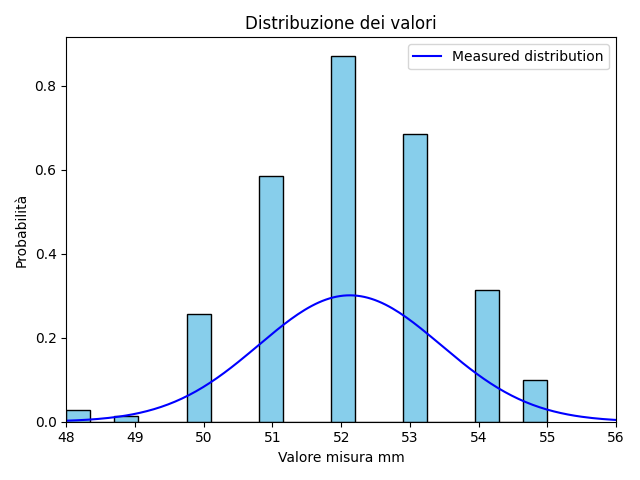 Distribuzione dei valori
Measured distribution
Probabilità
0.8
0.6
0.4
0.2
0.0
48 49 50 51 52 53 54 55 56
Valore misura mm